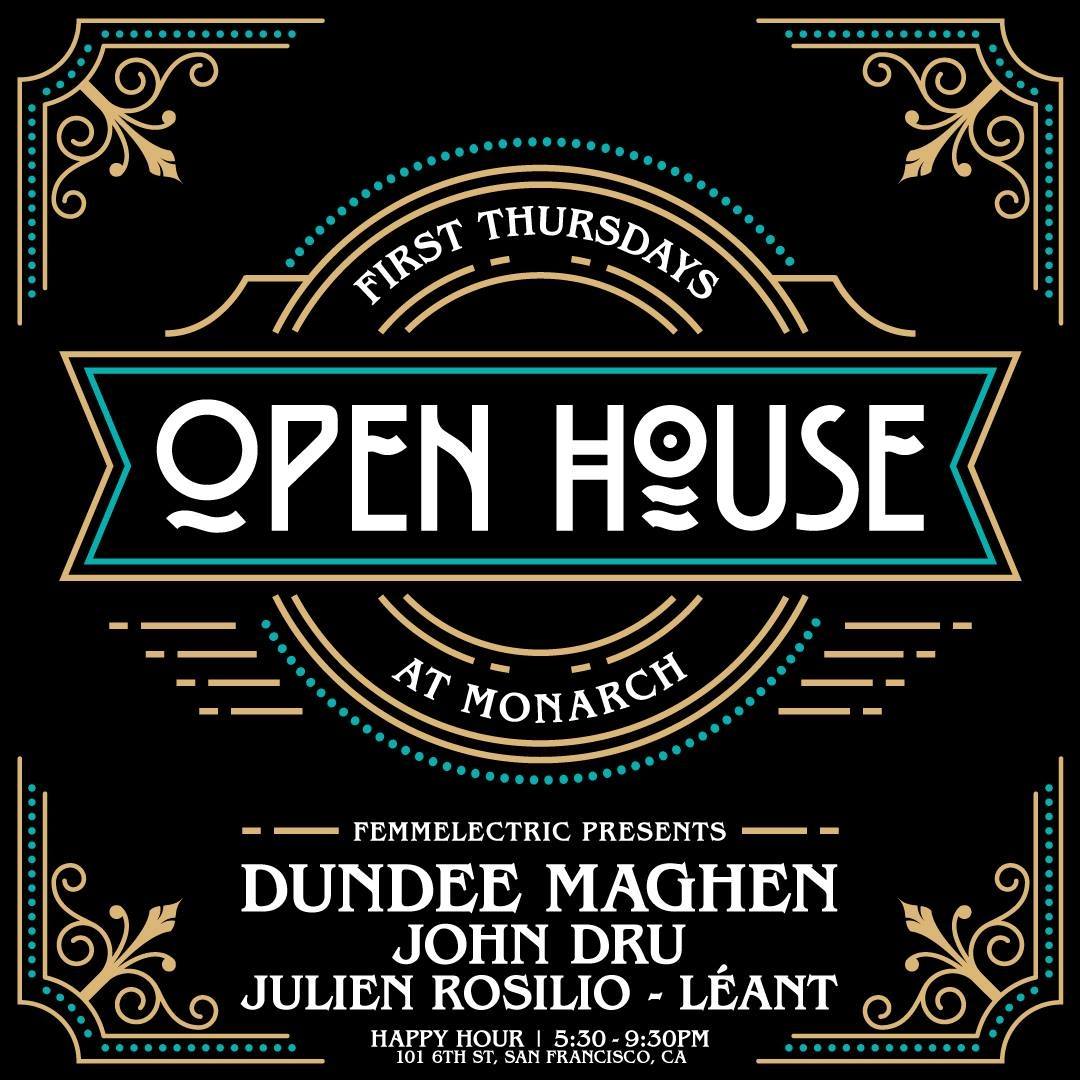 FIRST THURSDAYS
OPEN HOUSE
AT MONARCH
FEMMELECTRIC PRESENTS
DUNDEE MAGHEN
JOHN DRU
JULIEN ROSILIO - LÉANT
HAPPY HOUR | 5:30 - 9:30PM
101 6TH ST, SAN FRANCISCO, CA